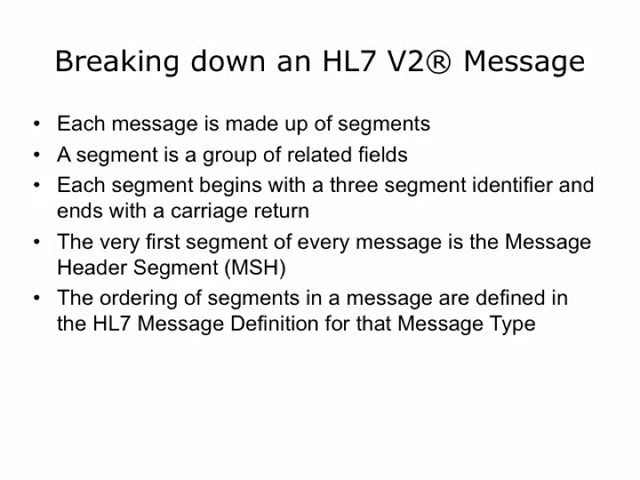 Breaking down an HL7 V2® Message
• Each message is made up of segments
• A segment is a group of related fields
• Each segment begins with a three segment identifier and
ends with a carriage return
• The very first segment of every message is the Message
Header Segment (MSH)
• The ordering of segments in a message are defined in
the HL7 Message Definition for that Message Type